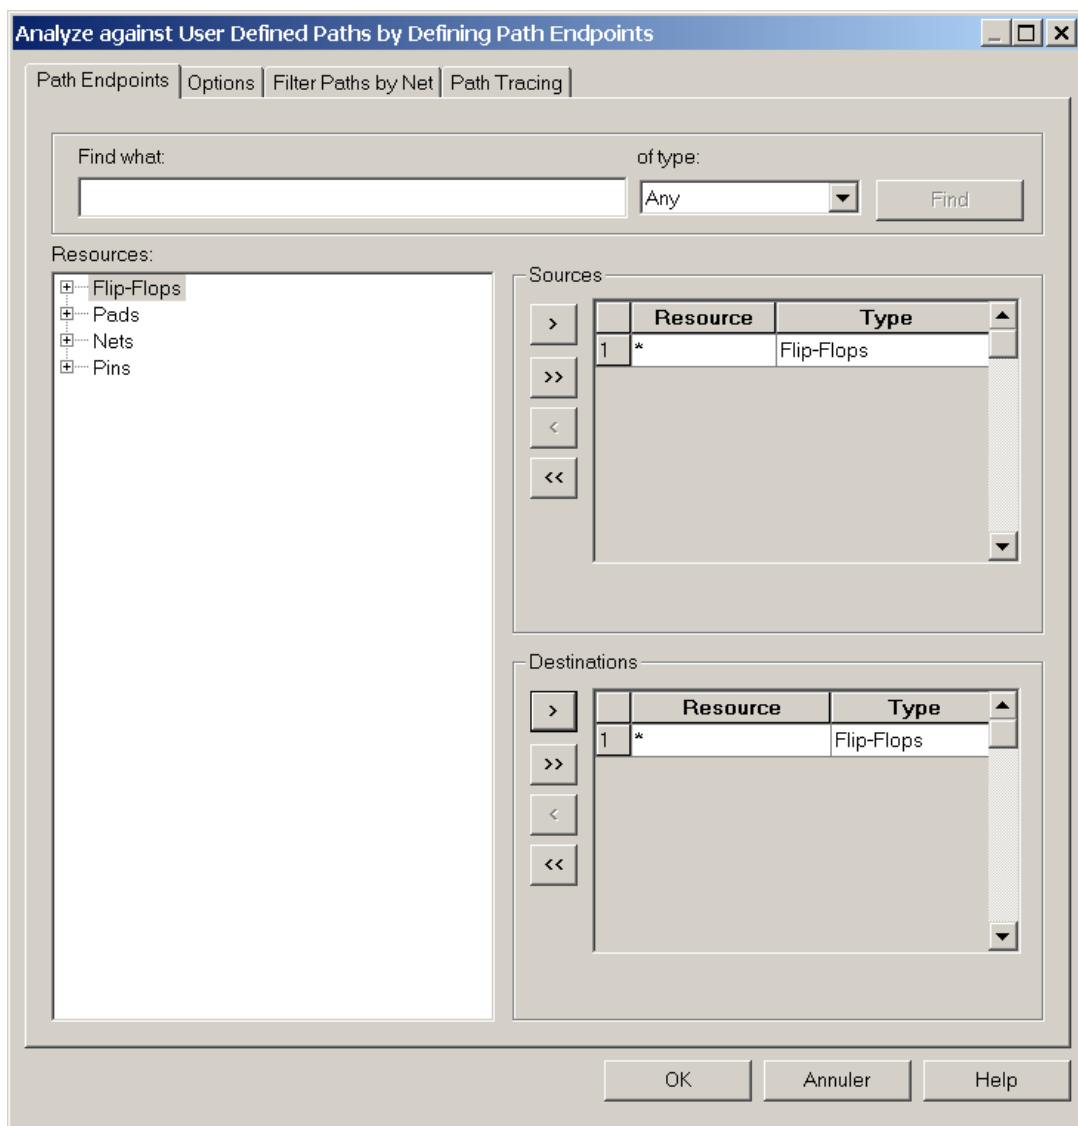 Analyze against User Defined Paths by Defining Path Endpoints
Path Endpoints Options Filter Paths by Net Path Tracing
Find what:
of type:
Any
Find
Resources:
Flip-Flops
Pads
Nets
Pins
Sources
>
>>
<
<<
Resource Type
1 * Flip-Flops
Destinations
>
>>
<
<<
Resource Type
1 * Flip-Flops
OK Annuler Help